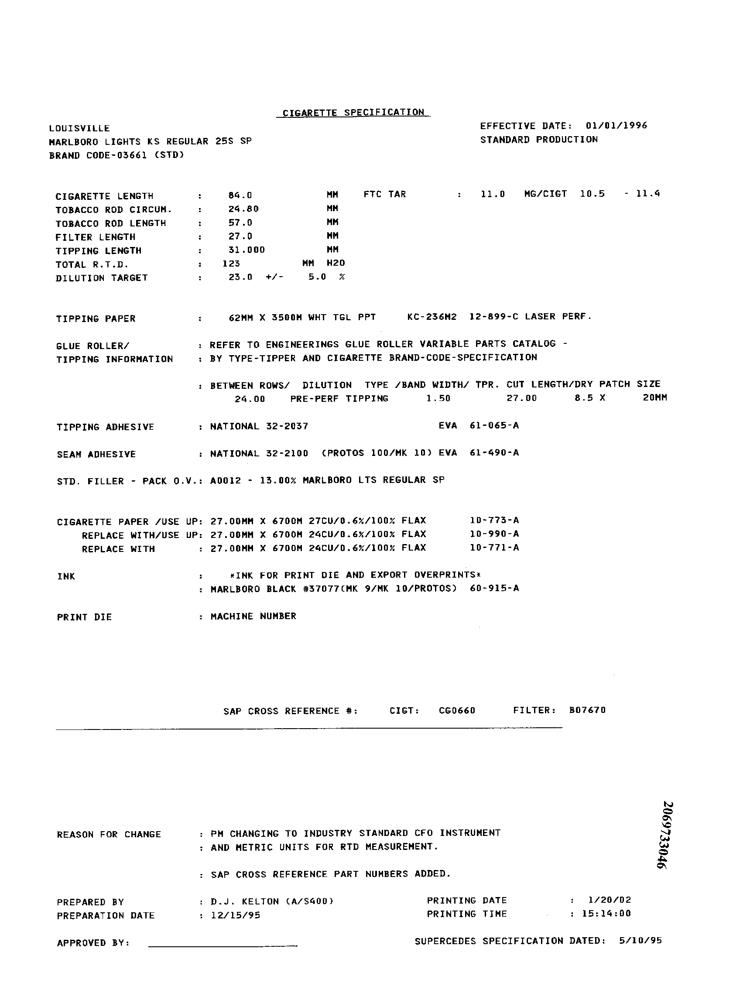 CIGARETTE SPECIFICATION
LOUISVILLE EFFECTIVE DATE: 01/01/1996
MARLBORO LIGHTS KS REGULAR 25S SP STANDARD PRODUCTION
BRAND CODE-03661 (STD)
CIGARETTE LENGTH : 84.0 MM FTC TAR : 11.0 MG/CIGT 10.5 - 11.4
TOBACCO ROD CIRCUM. : 24.80 MM
TOBACCO ROD LENGTH : 57.0 MM
FILTER LENGTH : 27.0 MM
TIPPING LENGTH : 31.000 MM
TOTAL R.T.D. : 123 MM H2O
DILUTION TARGET : 23.0 +/- 5.0 %
TIPPING PAPER : 62MM X 3500M WHT TGL PPT KC-236M2 12-899-C LASER PERF.
GLUE ROLLER/ : REFER TO ENGINEERINGS GLUE ROLLER VARIABLE PARTS CATALOG -
TIPPING INFORMATION : BY TYPE-TIPPER AND CIGARETTE BRAND-CODE-SPECIFICATION
: BETWEEN ROWS/ DILUTION TYPE /BAND WIDTH/ TPR. CUT LENGTH/DRY PATCH SIZE
24.00 PRE-PERF TIPPING 1.50 27.00 8.5 X 20MM
TIPPING ADHESIVE : NATIONAL 32-2037 EVA 61-065-A
SEAM ADHESIVE : NATIONAL 32-2100 (PROTOS 100/MK 10) EVA 61-490-A
STD. FILLER - PACK O.V.: A0012 - 13.00% MARLBORO LTS REGULAR SP
CIGARETTE PAPER /USE UP: 27.00MM X 6700M 27CU/0.6%/100% FLAX 10-773-A
REPLACE WITH/USE UP: 27.00MM X 6700M 24CU/0.6%/100% FLAX 10-990-A
REPLACE WITH : 27.00MM X 6700M 24CU/0.6%/100% FLAX 10-771-A
INK : *INK FOR PRINT DIE AND EXPORT OVERPRINTS*
: MARLBORO BLACK #37077(MK 9/MK 10/PROTOS) 60-915-A
PRINT DIE : MACHINE NUMBER
SAP CROSS REFERENCE #: CIGT: CG0660 FILTER: B07670
2069733046
REASON FOR CHANGE : PM CHANGING TO INDUSTRY STANDARD CFO INSTRUMENT
: AND METRIC UNITS FOR RTD MEASUREMENT.
: SAP CROSS REFERENCE PART NUMBERS ADDED.
PREPARED BY : D.J. KELTON (A/S400) PRINTING DATE : 1/20/02
PREPARATION DATE : 12/15/95 PRINTING TIME : 15:14:00
APPROVED BY: SUPERCEDES SPECIFICATION DATED: 5/10/95